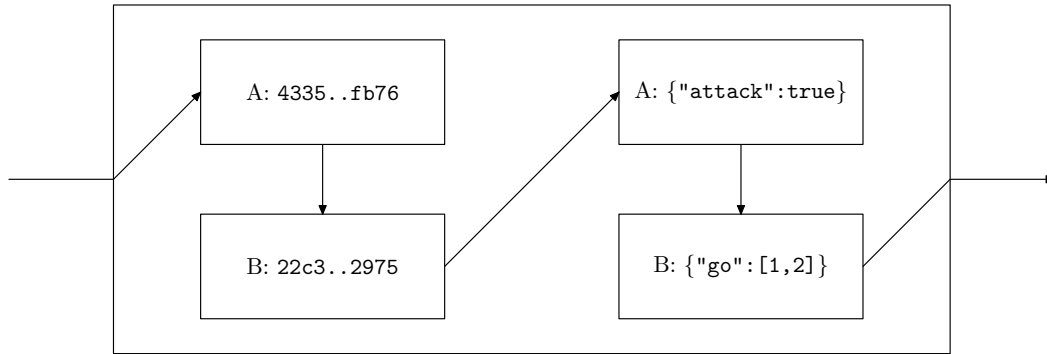 A: 4335..fb76
B: 22c3..2975
A: {"attack":true}
B: {"go":[1,2]}